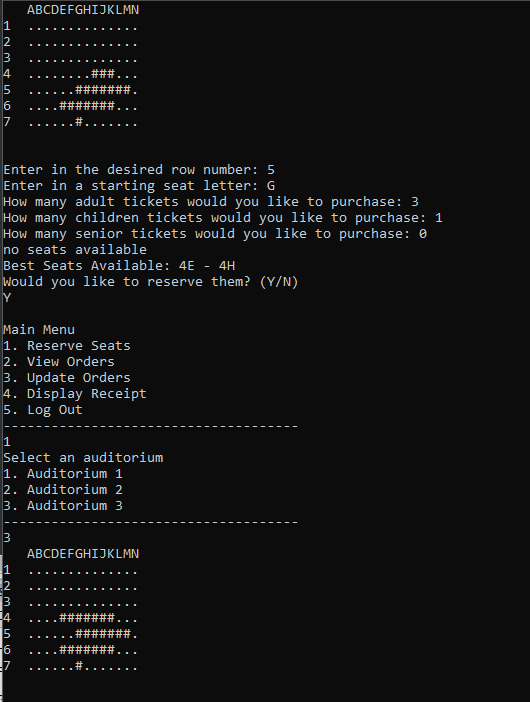 ABCDEFGHIJKLMN
1  ..............
2  ..............
3  ..............
4  ........###...
5  ......#######.
6  ....#######...
7  ......#.......
Enter in the desired row number: 5
Enter in a starting seat letter: G
How many adult tickets would you like to purchase: 3
How many children tickets would you like to purchase: 1
How many senior tickets would you like to purchase: 0
no seats available
Best Seats Available: 4E - 4H
Would you like to reserve them? (Y/N)
Y
Main Menu
1. Reserve Seats
2. View Orders
3. Update Orders
4. Display Receipt
5. Log Out
-------------------------------------
1
Select an auditorium
1. Auditorium 1
2. Auditorium 2
3. Auditorium 3
-------------------------------------
3
   ABCDEFGHIJKLMN
1  ..............
2  ..............
3  ..............
4  ....#######...
5  ......#######.
6  ....#######...
7  ......#.......